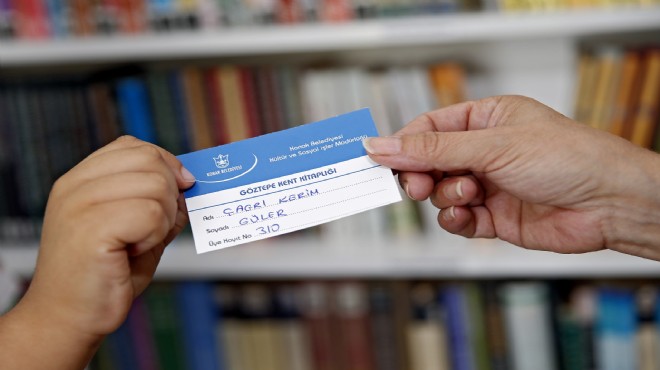 Konak Belediyesi
Kültür ve Sosyal İşler Müdürlüğü
KONAK BELEDİYESİ
GÖZTEPE KENT KİTAPLIĞI
Adı ÇAĞRI KERİM
Soyadı GÜLER
Üye Kayıt No 310